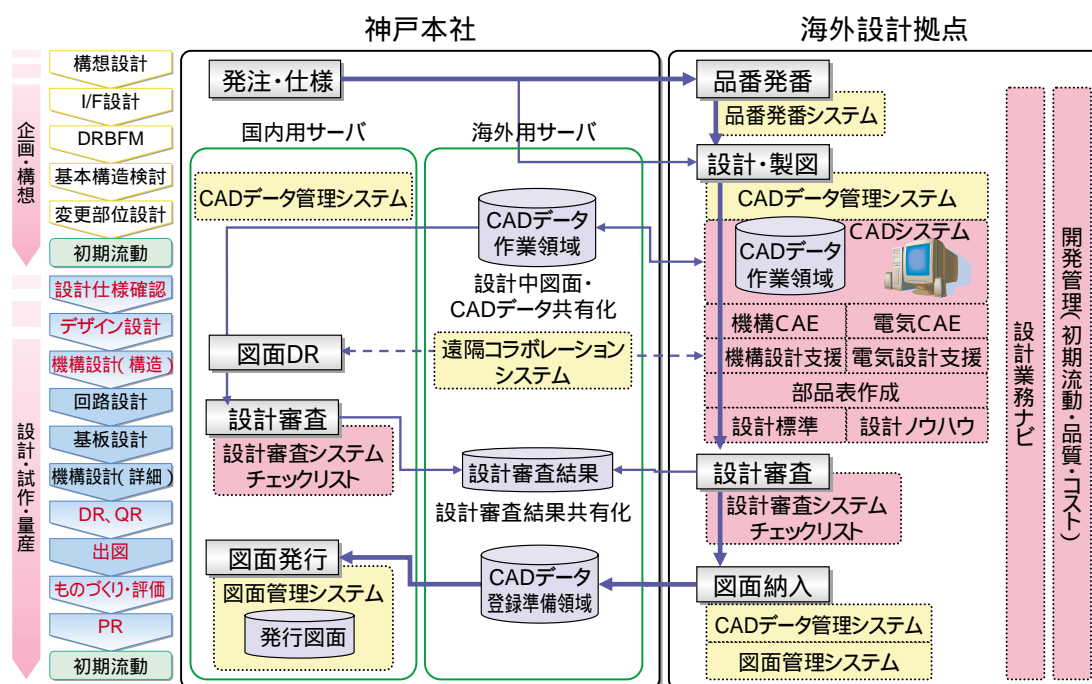 神戸本社
海外設計拠点
企画・構想
構想設計
I/F設計
DRBFM
基本構造検討
変更部位設計
初期流動
設計・試作・量産
設計仕様確認
デザイン設計
機構設計(構造)
回路設計
基板設計
機構設計(詳細)
DR、QR
出図
ものづくり・評価
PR
初期流動
発注・仕様
国内用サーバ
海外用サーバ
CADデータ管理システム
CADデータ
作業領域
設計中図面・
CADデータ共有化
図面DR
遠隔コラボレーション
システム
設計審査
設計審査システム
チェックリスト
設計審査結果
設計審査結果共有化
図面発行
図面管理システム
発行図面
CADデータ
登録準備領域
品番発番
品番発番システム
設計・製図
CADデータ管理システム
CADシステム
CADデータ
作業領域
機構CAE
電気CAE
機構設計支援
電気設計支援
部品表作成
設計標準
設計ノウハウ
設計審査
設計審査システム
チェックリスト
図面納入
CADデータ管理システム
図面管理システム
設計業務ナビ
開発管理(初期流動・品質・コスト)